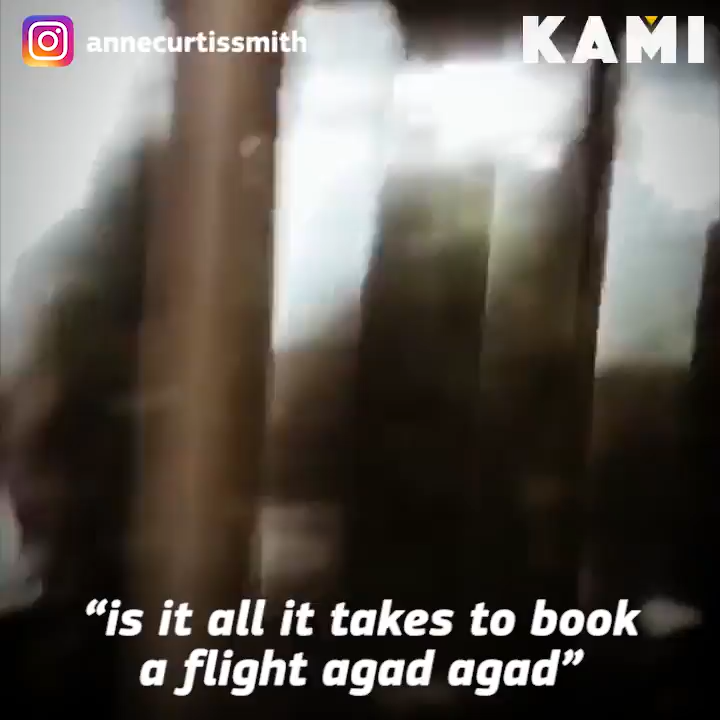 annecurtissmith
KAMI
“is it all it takes to book
a flight agad agad”